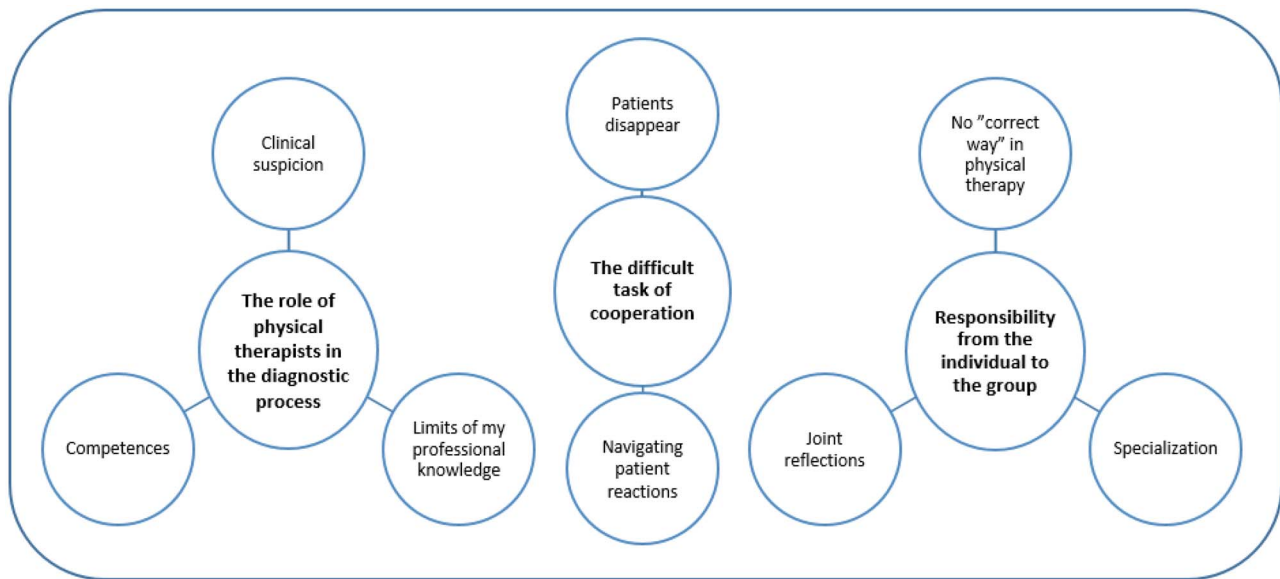 Clinical
suspicion
The role of
physical
therapists in
the diagnostic
process
Competences
Limits of my
professional
knowledge
Patients
disappear
The difficult
task of
cooperation
Navigating
patient
reactions
No ”correct
way” in
physical
therapy
Responsibility
from the
individual to
the group
Joint
reflections
Specialization